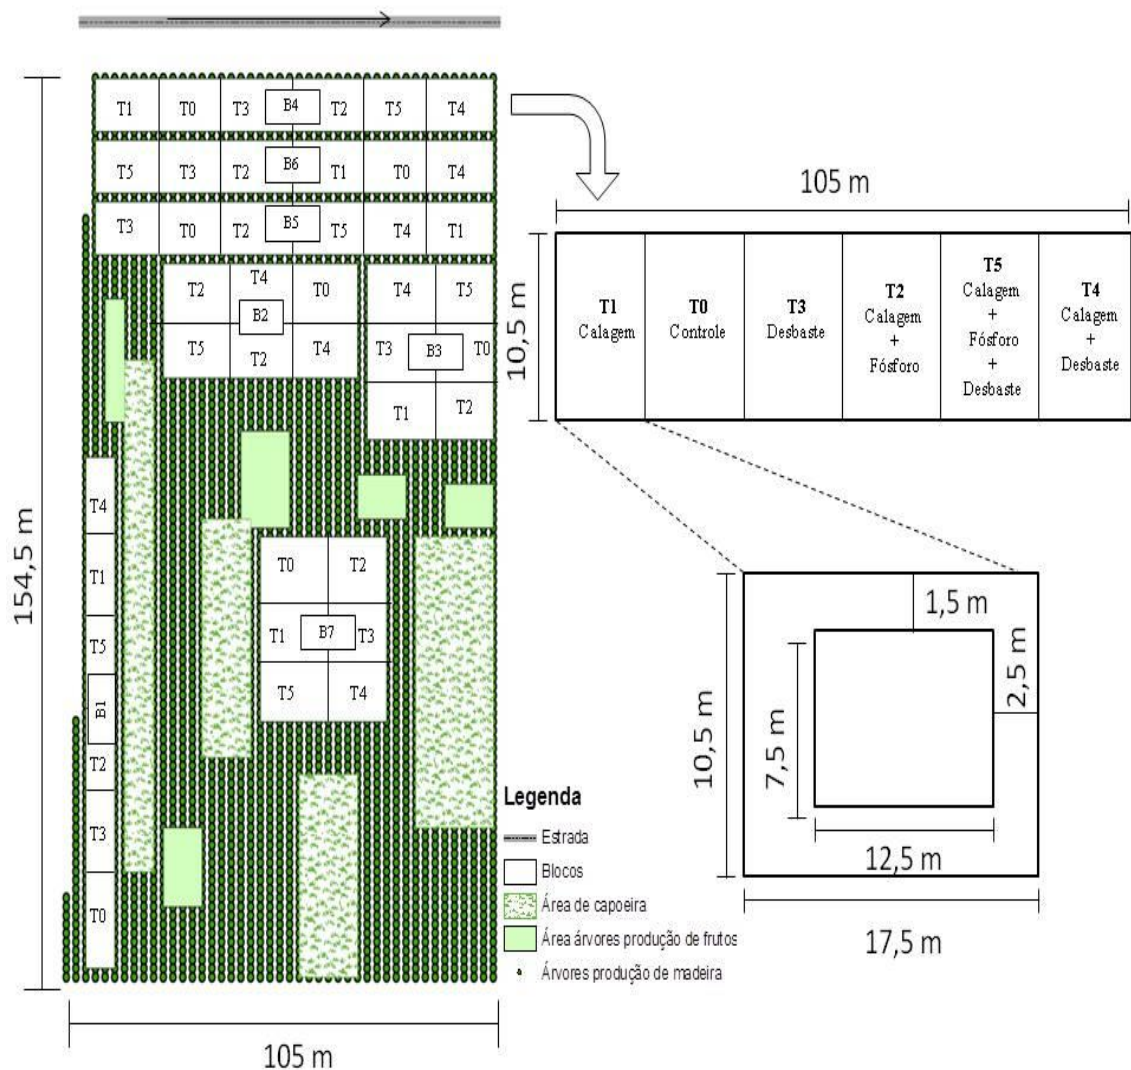 T1 T0 T3 B4 T2 T5 T4
T5 T3 T2 B6 T1 T0 T4
T3 T0 T2 B5 T5 T4 T1
T2 T4 T0 T4 T5
B2
T5 T2 T4 T3 B3 T0
T1 T2
T4
T1
T5
B1
T2
T3
T0
T0 T2
T1 B7 T3
T5 T4
154,5 m
105 m
105 m
10,5 m
T1
Calagem
T0
Controle
T3
Desbaste
T2
Calagem
+
Fósforo
T5
Calagem
+
Fósforo
+
Desbaste
T4
Calagem
+
Desbaste
1,5 m
2,5 m
10,5 m
7,5 m
12,5 m
17,5 m
Legenda
Estrada
Blocos
Área de capoeira
Área árvores produção de frutos
Árvores produção de madeira